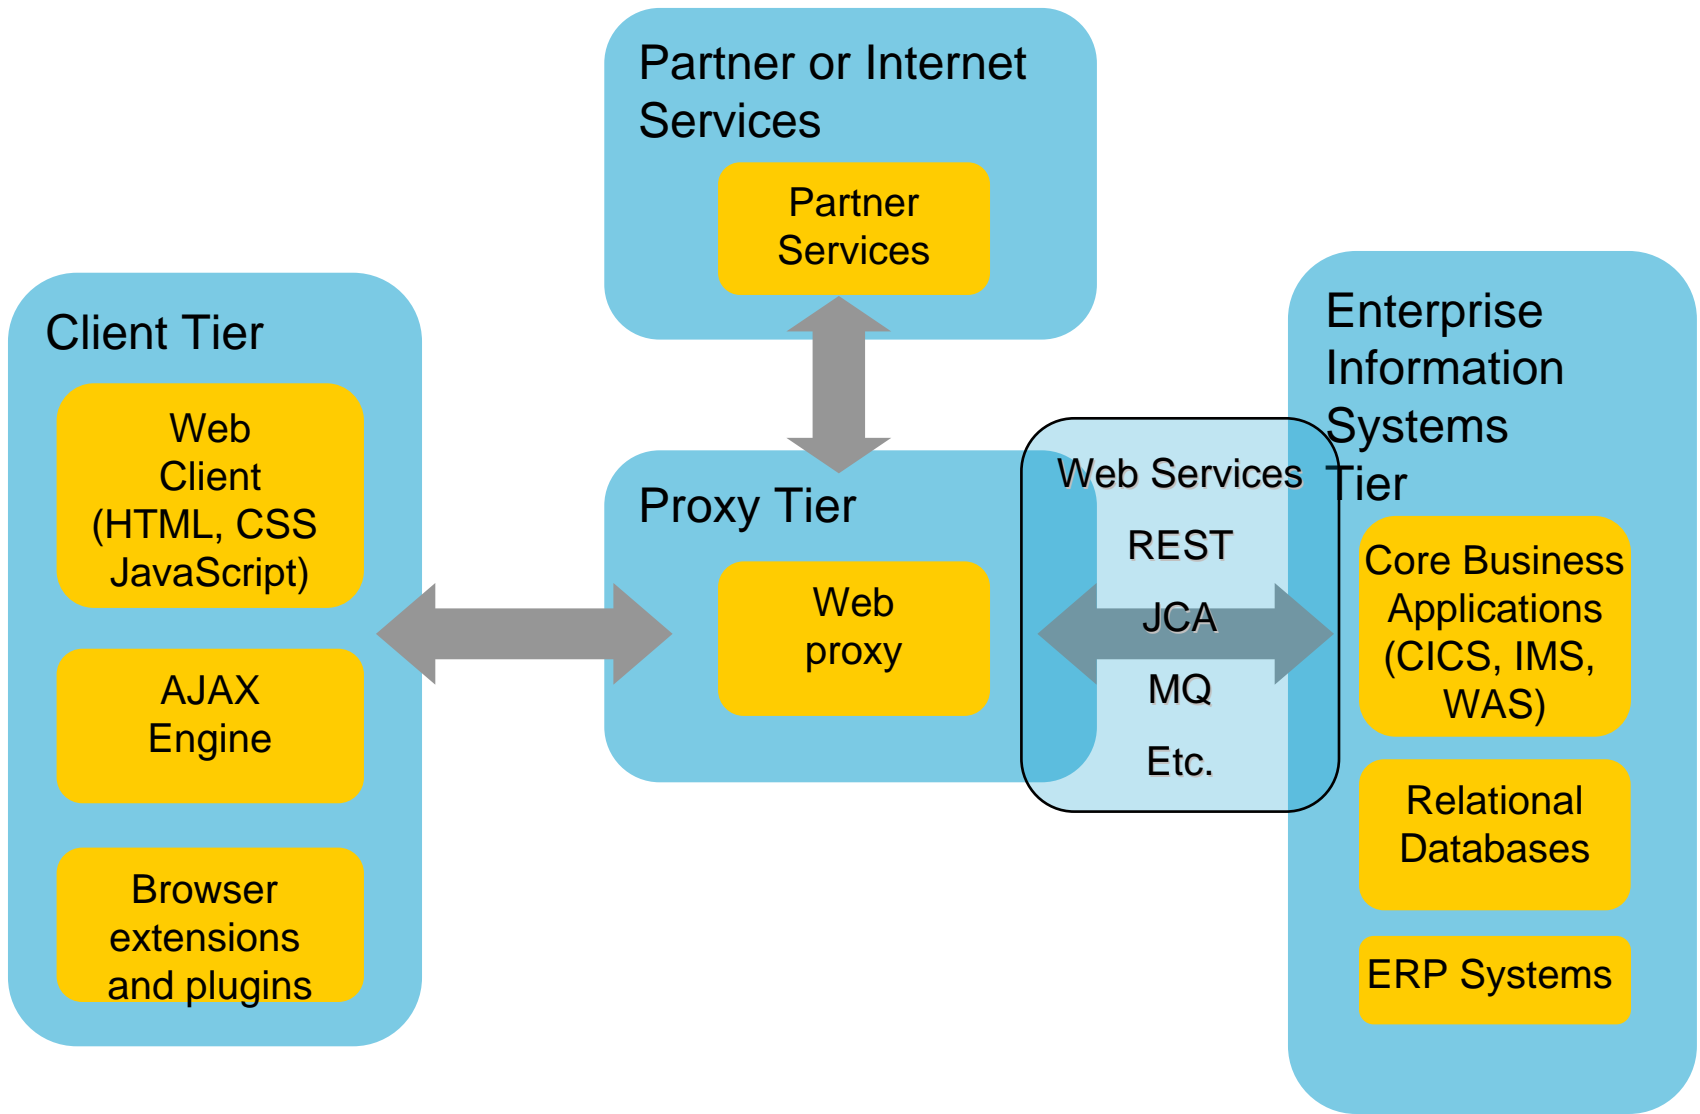 Partner or Internet
Services
Partner
Services
Client Tier
Web
Client
(HTML, CSS
JavaScript)
AJAX
Engine
Browser
extensions
and plugins
Proxy Tier
Web
proxy
Web Services
REST
JCA
MQ
Etc.
Enterprise
Information
Systems
Tier
Core Business
Applications
(CICS, IMS,
WAS)
Relational
Databases
ERP Systems